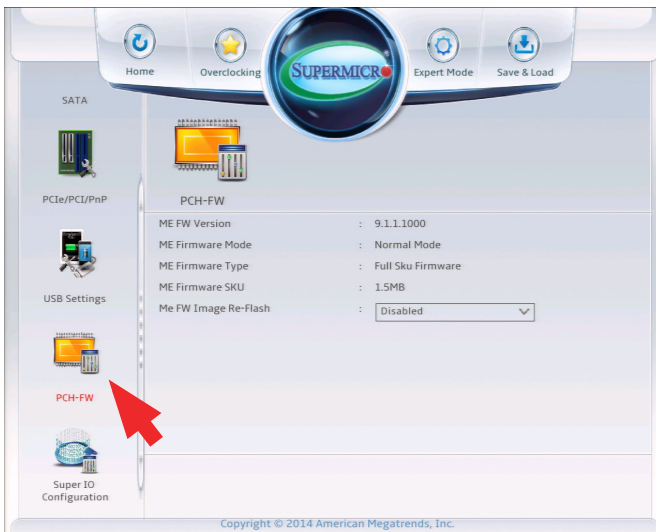 Home
Overclocking
SUPERMICRO
Expert Mode
Save & Load
SATA
PCIe/PCI/PnP
USB Settings
PCH-FW
Super IO
Configuration
PCH-FW
ME FW Version : 9.1.1.1000
ME Firmware Mode : Normal Mode
ME Firmware Type : Full Sku Firmware
ME Firmware SKU : 1.5MB
Me FW Image Re-Flash : Disabled
Copyright © 2014 American Megatrends, Inc.